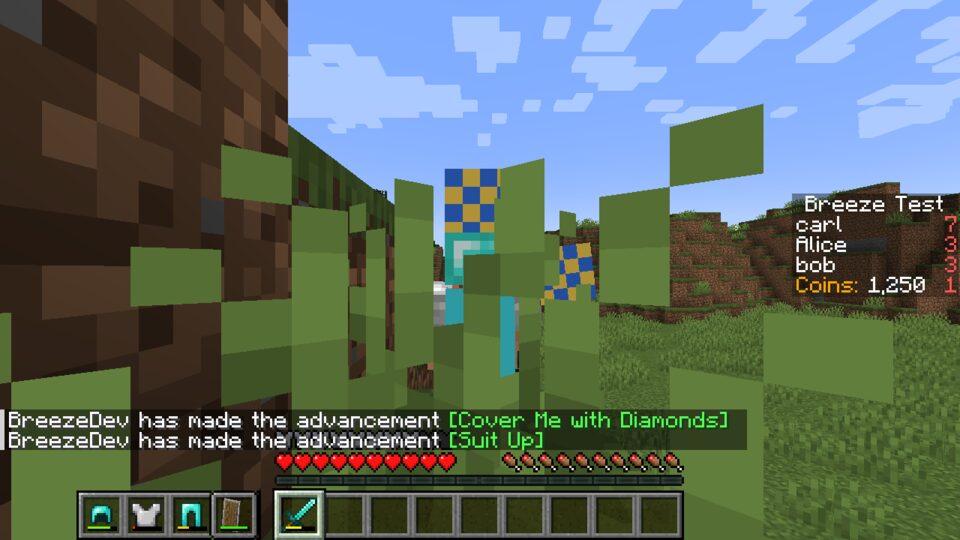 Breeze Test
carl 7
Alice 3
bob 3
Coins: 1,250 1
BreezeDev has made the advancement [Cover Me with Diamonds]
BreezeDev has made the advancement [Suit Up]